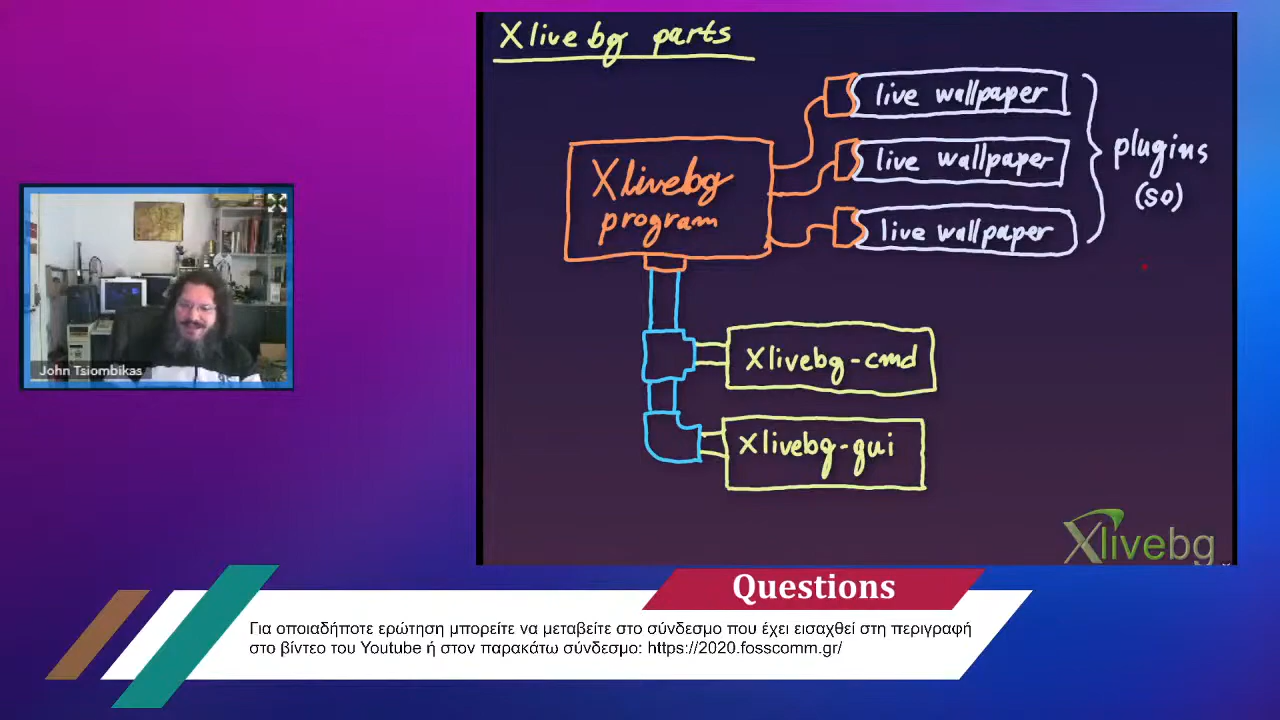 Xlivebg parts
live wallpaper
live wallpaper
live wallpaper
plugins
(so)
Xlivebg
program
Xlivebg-cmd
Xlivebg-gui
Xlivebg
John Tsiombikas
Questions
Για οποιαδήποτε ερώτηση μπορείτε να μεταβείτε στο σύνδεσμο που έχει εισαχθεί στη περιγραφή
στο βίντεο του Youtube ή στον παρακάτω σύνδεσμο: https://2020.fosscomm.gr/